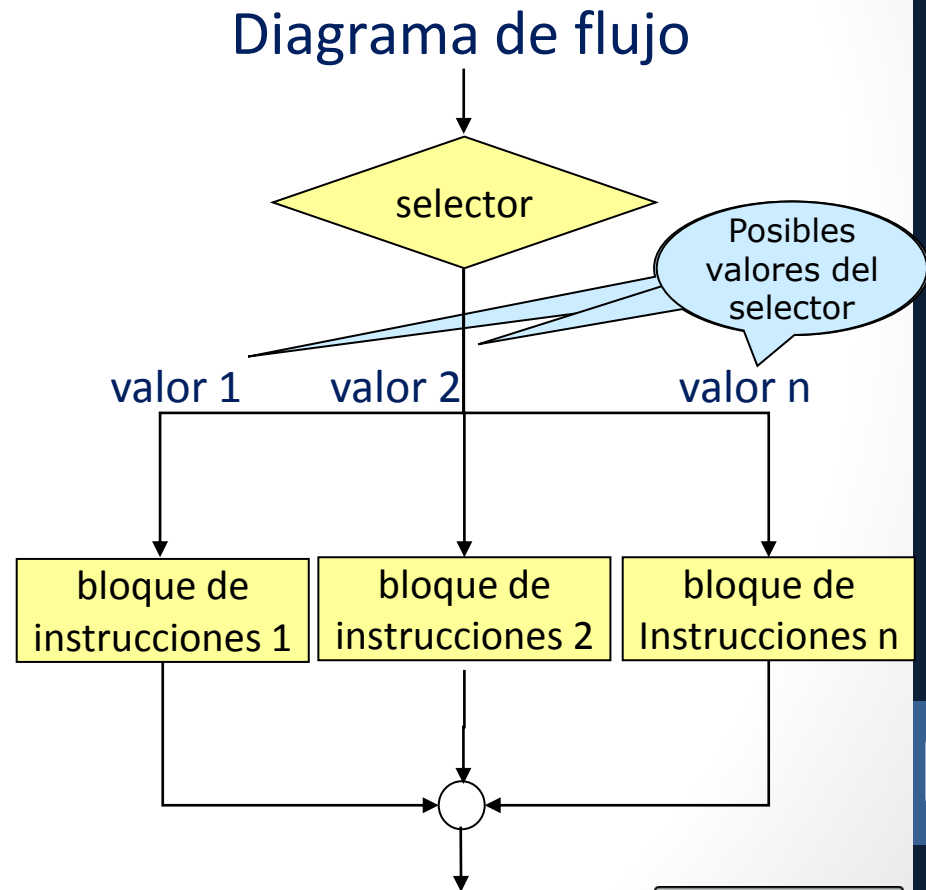 Diagrama de flujo
selector
Posibles
valores del
selector
valor 1
valor 2
valor n
bloque de
instrucciones 1
bloque de
instrucciones 2
bloque de
Instrucciones n